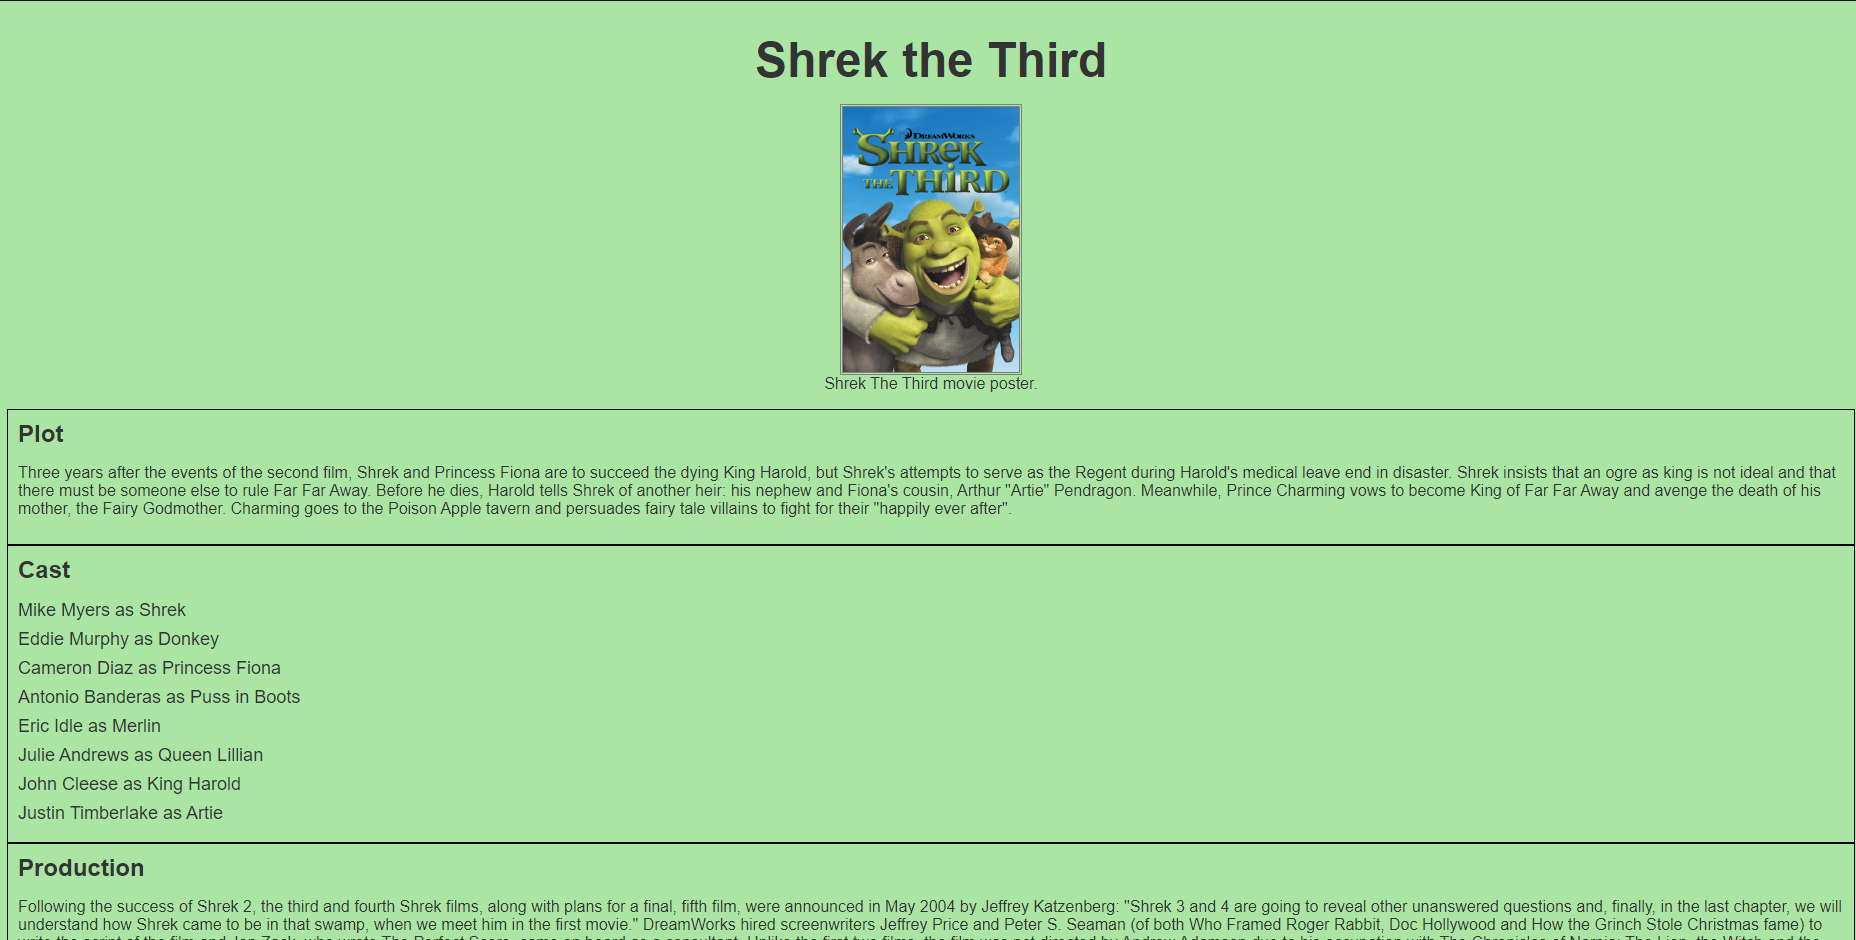 Shrek the Third
DREAMWORKS
SHREK
THE THIRD
Shrek The Third movie poster.
Plot
Three years after the events of the second film, Shrek and Princess Fiona are to succeed the dying King Harold, but Shrek's attempts to serve as the Regent during Harold's medical leave end in disaster. Shrek insists that an ogre as king is not ideal and that
there must be someone else to rule Far Far Away. Before he dies, Harold tells Shrek of another heir: his nephew and Fiona's cousin, Arthur "Artie" Pendragon. Meanwhile, Prince Charming vows to become King of Far Far Away and avenge the death of his
mother, the Fairy Godmother. Charming goes to the Poison Apple tavern and persuades fairy tale villains to fight for their "happily ever after".
Cast
Mike Myers as Shrek
Eddie Murphy as Donkey
Cameron Diaz as Princess Fiona
Antonio Banderas as Puss in Boots
Eric Idle as Merlin
Julie Andrews as Queen Lillian
John Cleese as King Harold
Justin Timberlake as Artie
Production
Following the success of Shrek 2, the third and fourth Shrek films, along with plans for a final, fifth film, were announced in May 2004 by Jeffrey Katzenberg: "Shrek 3 and 4 are going to reveal other unanswered questions and, finally, in the last chapter, we will
understand how Shrek came to be in that swamp, when we meet him in the first movie." DreamWorks hired screenwriters Jeffrey Price and Peter S. Seaman (of both Who Framed Roger Rabbit, Doc Hollywood and How the Grinch Stole Christmas fame) to